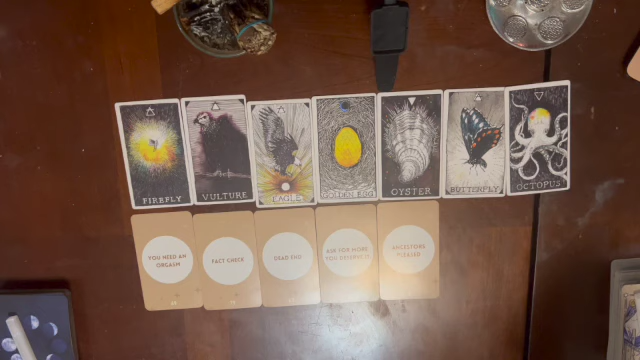 FIREFLY
VULTURE
EAGLE
GOLDEN EGG
OYSTER
BUTTERFLY
OCTOPUS
YOU NEED AN
ORGASM
FACT CHECK
DEAD END
ASK FOR MORE
YOU DESERVE IT
ANCESTORS
PLEASED